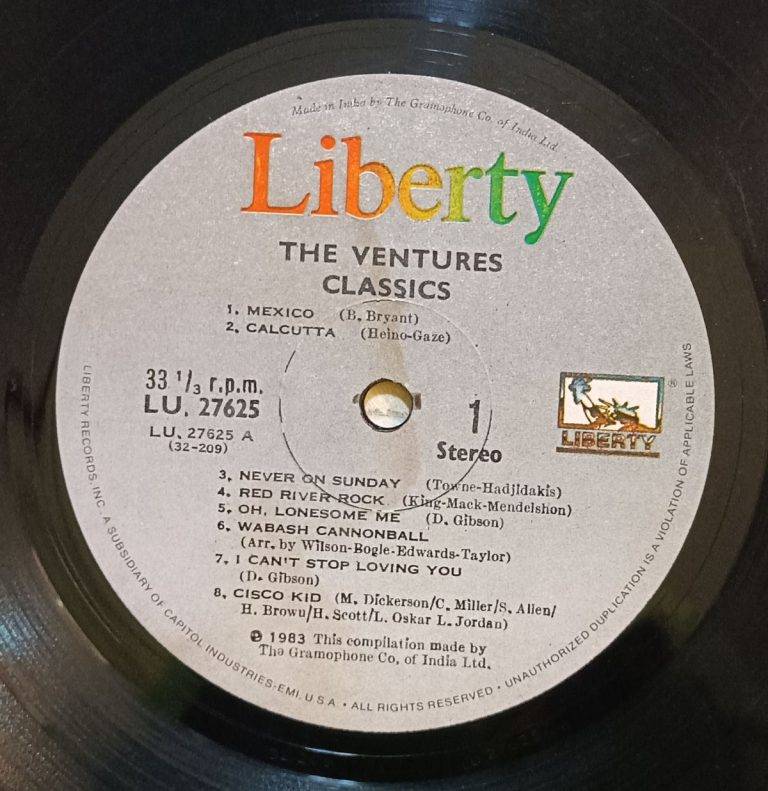 Made in India by The Gramophone Co. of India Ltd.
Liberty
THE VENTURES
CLASSICS
1. MEXICO (B. Bryant)
2. CALCUTTA (Heino-Gaze)
33 1/3 r.p.m.
LU. 27625
LU. 27625 A
(32-209)
1
Stereo
®
LIBERTY
3. NEVER ON SUNDAY (Towne-Hadjidakis)
4. RED RIVER ROCK (King-Mack-Mendelshon)
5. OH, LONESOME ME (D. Gibson)
6. WABASH CANNONBALL
(Arr. by Wilson-Bogle-Edwards-Taylor)
7. I CAN'T STOP LOVING YOU
(D. Gibson)
8. CISCO KID (M. Dickerson/C. Miller/S. Allen/
H. Brown/H. Scott/L. Oskar L. Jordan)
℗ 1983 This compilation made by
The Gramophone Co. of India Ltd.
LIBERTY RECORDS, INC. A SUBSIDIARY OF CAPITOL INDUSTRIES-EMI. U.S.A. • ALL RIGHTS RESERVED • UNAUTHORIZED DUPLICATION IS A VIOLATION OF APPLICABLE LAWS